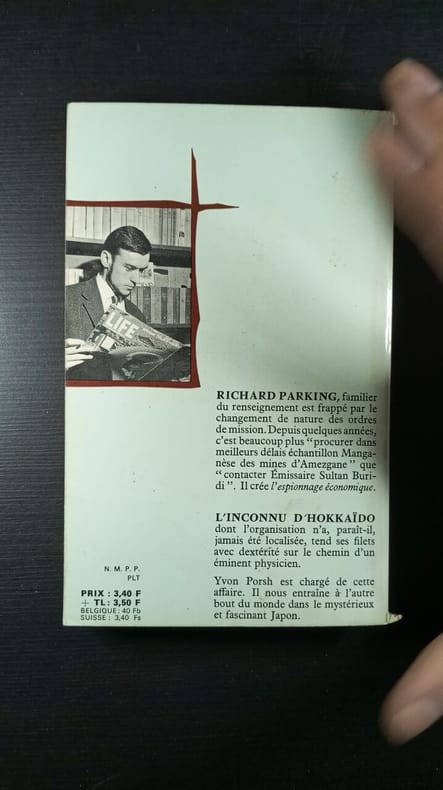 LIFE
RICHARD PARKING, familier
du renseignement est frappé par le
changement de nature des ordres
de mission. Depuis quelques années,
c'est beaucoup plus "procurer dans
meilleurs délais échantillon Manga-
nèse des mines d'Amezgane" que
"contacter Émissaire Sultan Buri-
di". Il crée l'espionnage économique.
L'INCONNU D'HOKKAÏDO
dont l'organisation n'a, paraît-il,
jamais été localisée, tend ses filets
avec dextérité sur le chemin d'un
éminent physicien.
Yvon Porsh est chargé de cette
affaire. Il nous entraîne à l'autre
bout du monde dans le mystérieux
et fascinant Japon.
N. M. P. P.
PLT
PRIX : 3,40 F
+ TL : 3,50 F
BELGIQUE : 40 Fb
SUISSE : 3,40 Fs